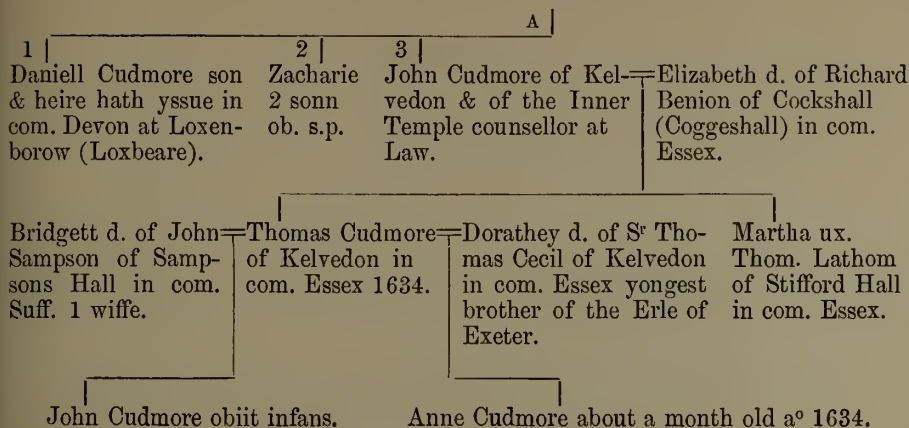 A
1
Daniell Cudmore son
& heire hath yssue in
com. Devon at Loxen-
borow (Loxbeare).
2
Zacharie
2 sonn
ob. s.p.
3
John Cudmore of Kel-
vedon & of the Inner
Temple counsellor at
Law.
Elizabeth d. of Richard
Benion of Cockshall
(Coggeshall) in com.
Essex.
Bridgett d. of John
Sampson of Samp-
sons Hall in com.
Suff. 1 wiffe.
Thomas Cudmore
of Kelvedon in
com. Essex 1634.
Dorathey d. of Sr Tho-
mas Cecil of Kelvedon
in com. Essex yongest
brother of the Erle of
Exeter.
Martha ux.
Thom. Lathom
of Stifford Hall
in com. Essex.
John Cudmore obiit infans.
Anne Cudmore about a month old ao 1634.